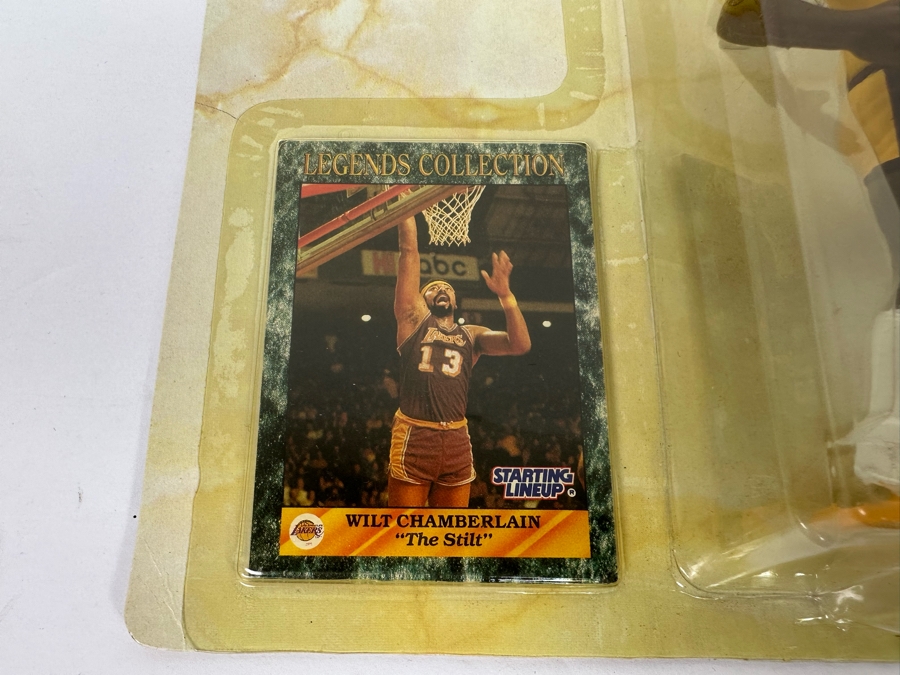 LEGENDS COLLECTION
abc
LAKERS
13
STARTING
LINEUP®
LAKERS
WILT CHAMBERLAIN
"The Stilt"